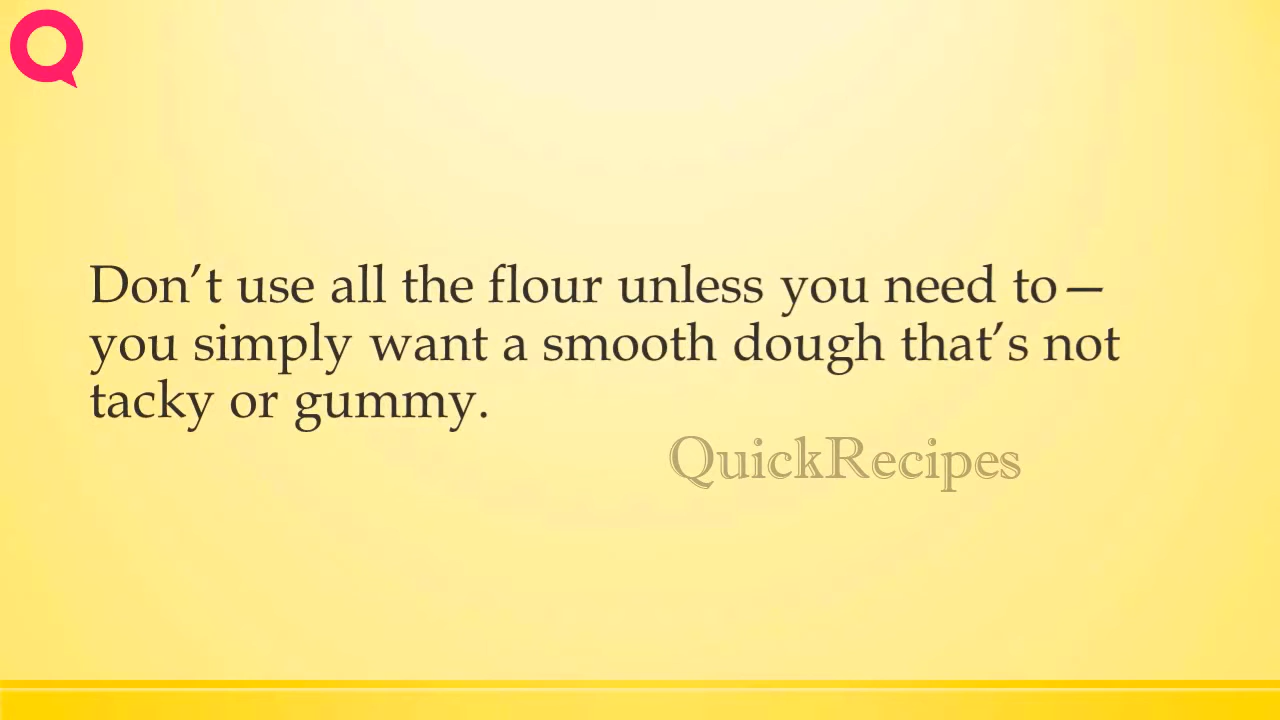 Don’t use all the flour unless you need to—
you simply want a smooth dough that’s not
tacky or gummy.
QuickRecipes